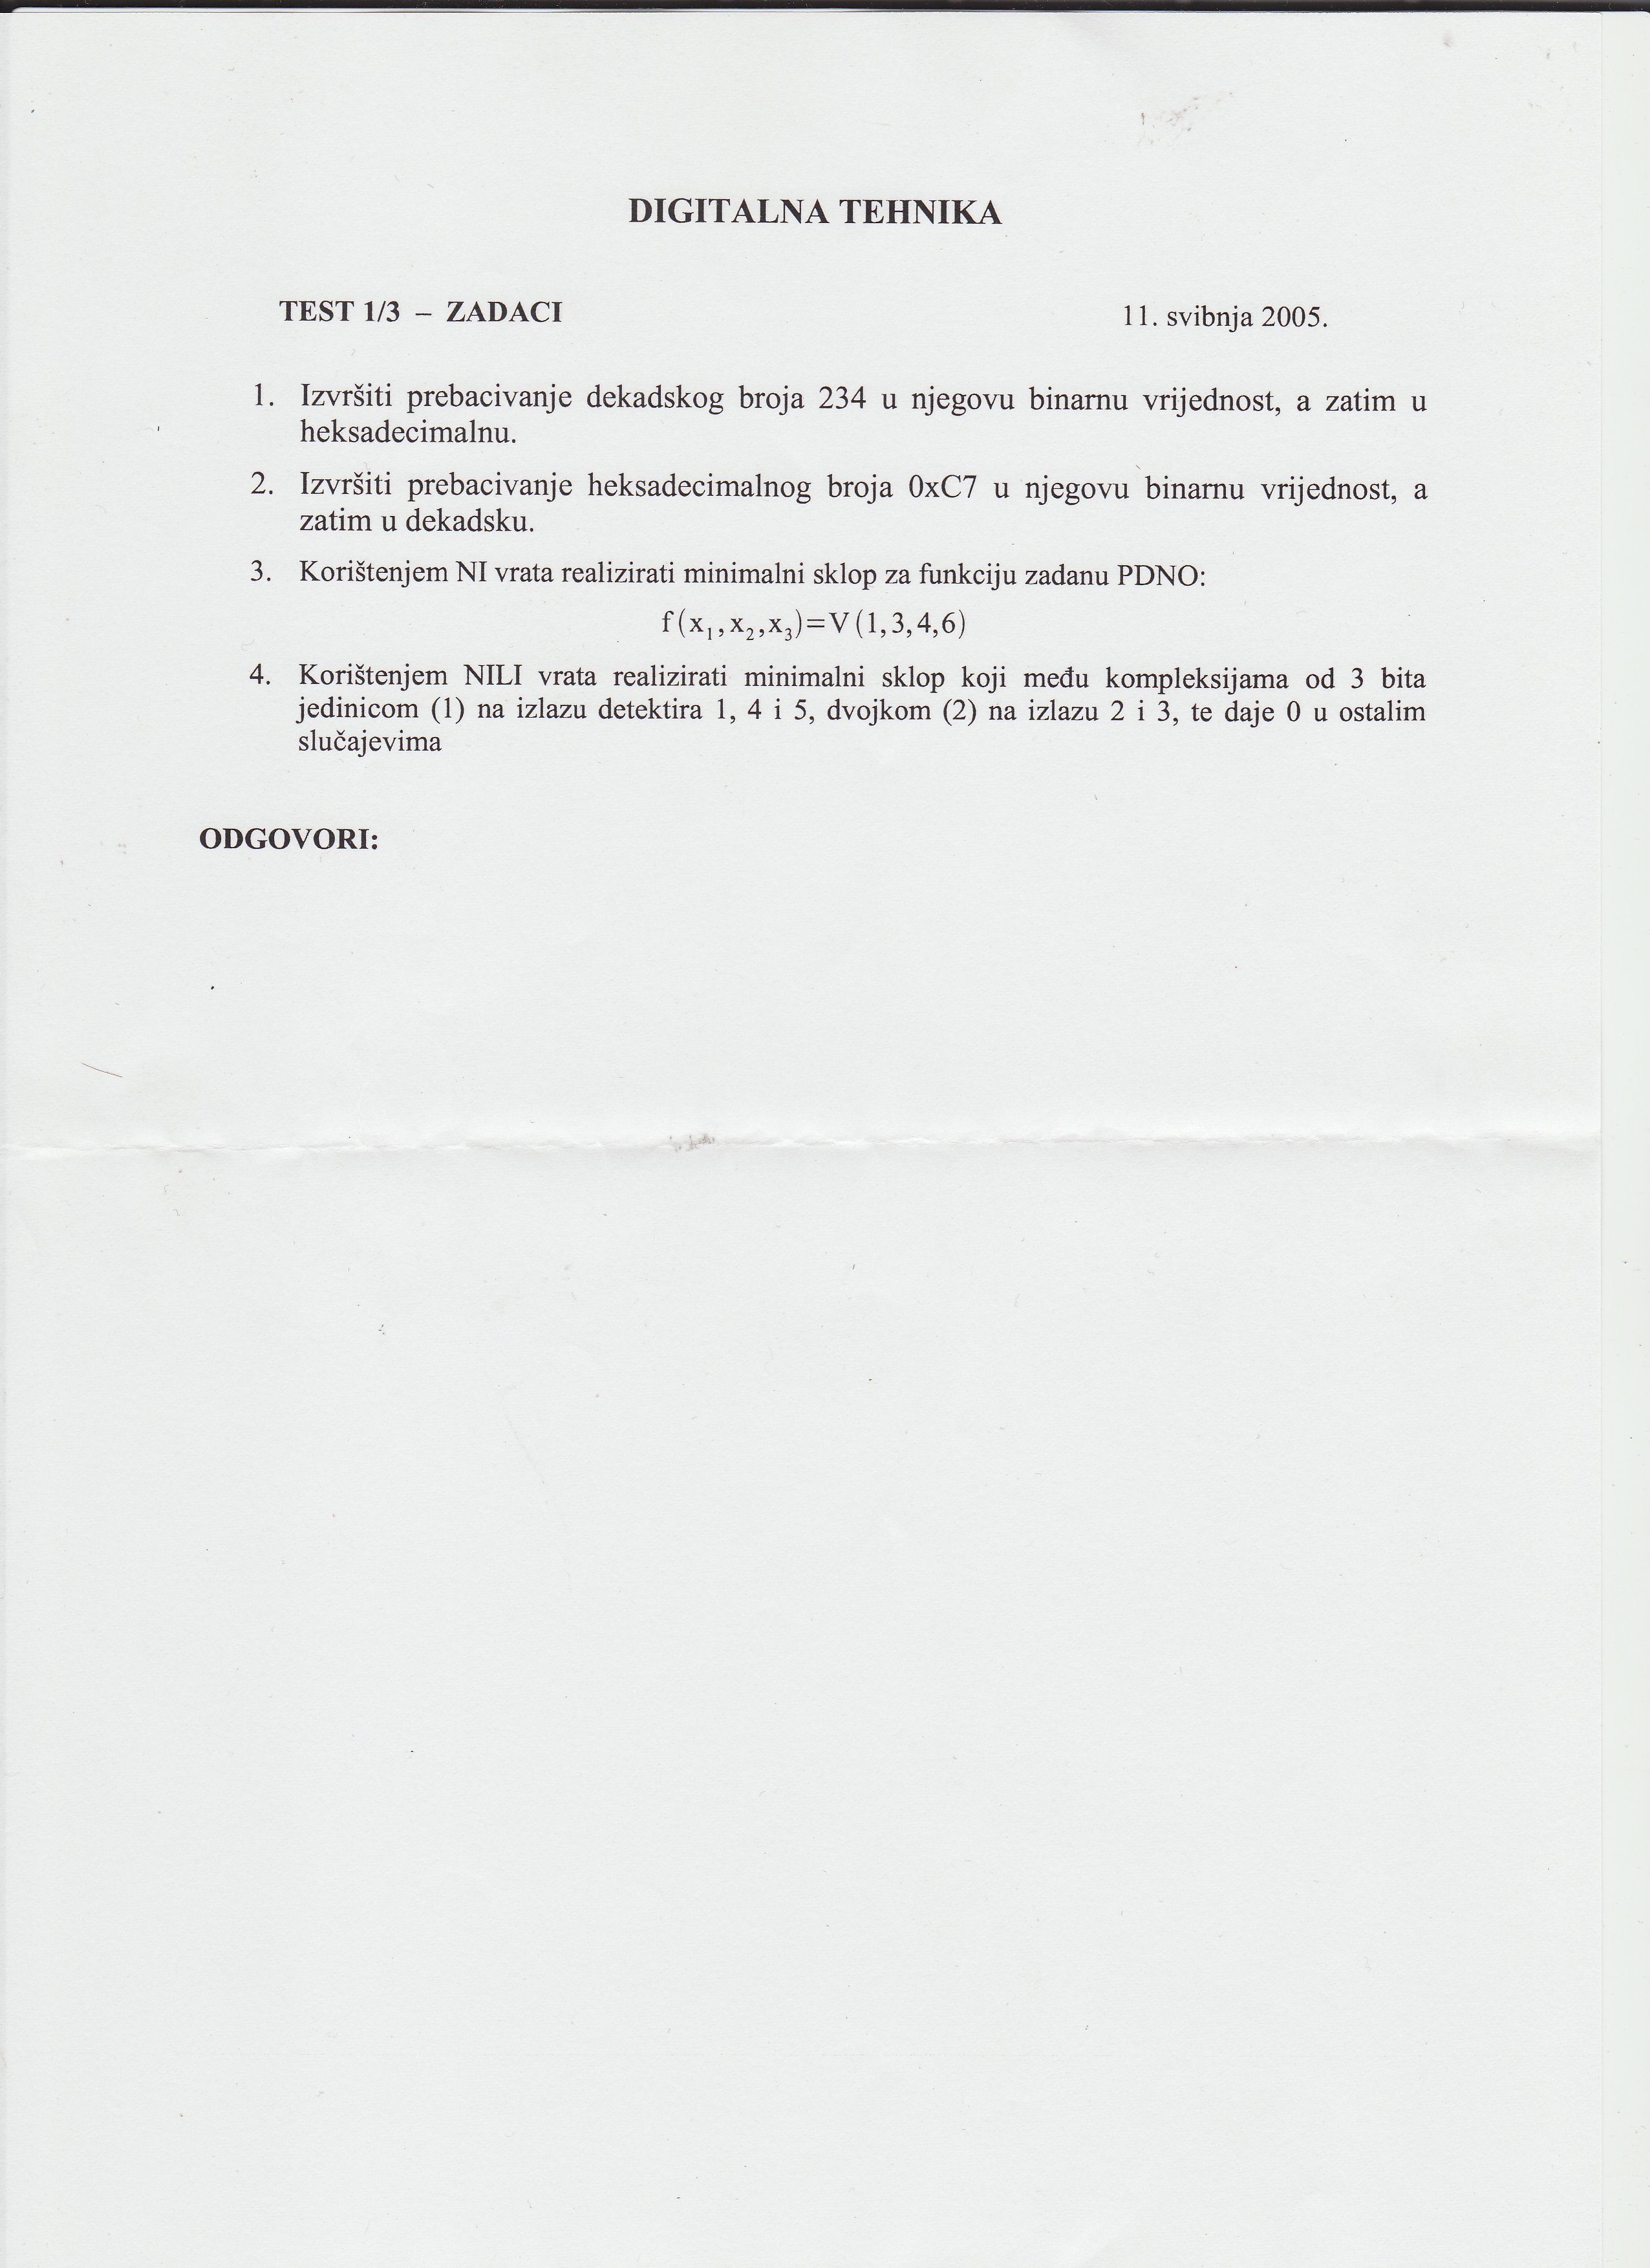 DIGITALNA TEHNIKA
TEST 1/3 – ZADACI 11. svibnja 2005.
1. Izvršiti prebacivanje dekadskog broja 234 u njegovu binarnu vrijednost, a zatim u
heksadecimalnu.
2. Izvršiti prebacivanje heksadecimalnog broja 0xC7 u njegovu binarnu vrijednost, a
zatim u dekadsku.
3. Korištenjem NI vrata realizirati minimalni sklop za funkciju zadanu PDNO:
f(x₁,x₂,x₃)=V(1,3,4,6)
4. Korištenjem NILI vrata realizirati minimalni sklop koji među kompleksijama od 3 bita
jedinicom (1) na izlazu detektira 1, 4 i 5, dvojkom (2) na izlazu 2 i 3, te daje 0 u ostalim
slučajevima
ODGOVORI: